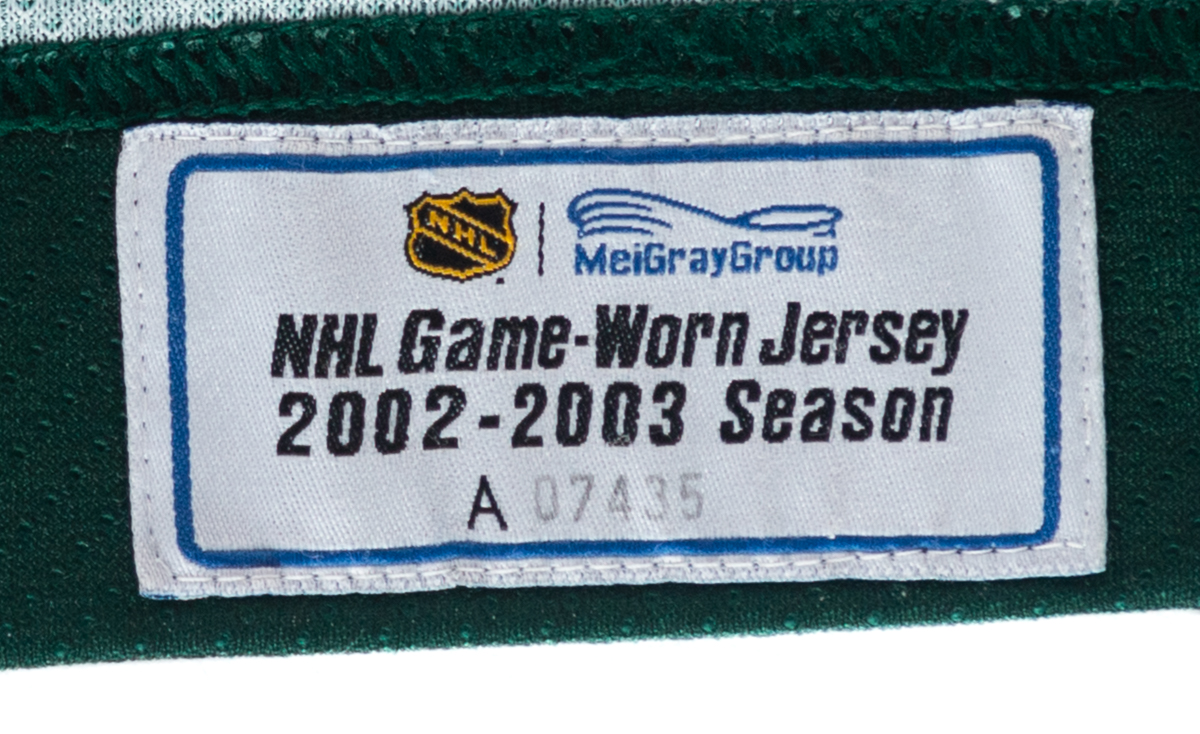 NHL
MeiGrayGroup
NHL Game-Worn Jersey
2002-2003 Season
A 07435